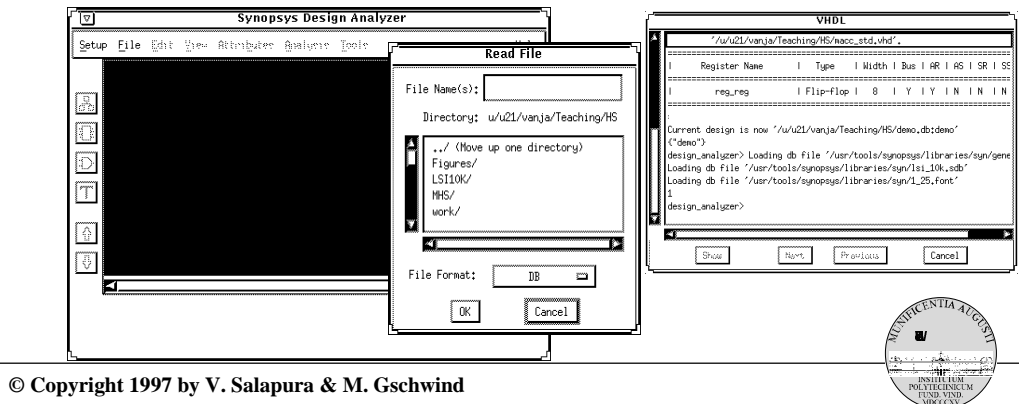 Synopsys Design Analyzer
Setup File Edit View Attributes Analysis Tools
Read File
File Name(s):
Directory: u/u21/vanja/Teaching/HS
../ (Move up one directory)
Figures/
LSI10K/
MHS/
work/
File Format: DB
OK Cancel
VHDL
'/u/u21/vanja/Teaching/HS/macc_std.vhd'.
===============================================
| Register Name | Type | Width | Bus | AR | AS | SR | SS
===============================================
| reg_reg | Flip-flop | 8 | Y | Y | N | N | N
===============================================
:
Current design is now '/u/u21/vanja/Teaching/HS/demo.db:demo'
{"demo"}
design_analyzer> Loading db file '/usr/tools/synopsys/libraries/syn/gene
Loading db file '/usr/tools/synopsys/libraries/syn/lsi_10k.sdb'
Loading db file '/usr/tools/synopsys/libraries/syn/1_25.font'
1
design_analyzer>
Show Next Previous Cancel
MUNIFICENTIA AUGUSTI
INSTITUTUM
POLYTECHNICUM
FUND. VIND.
MDCCCXV
© Copyright 1997 by V. Salapura & M. Gschwind